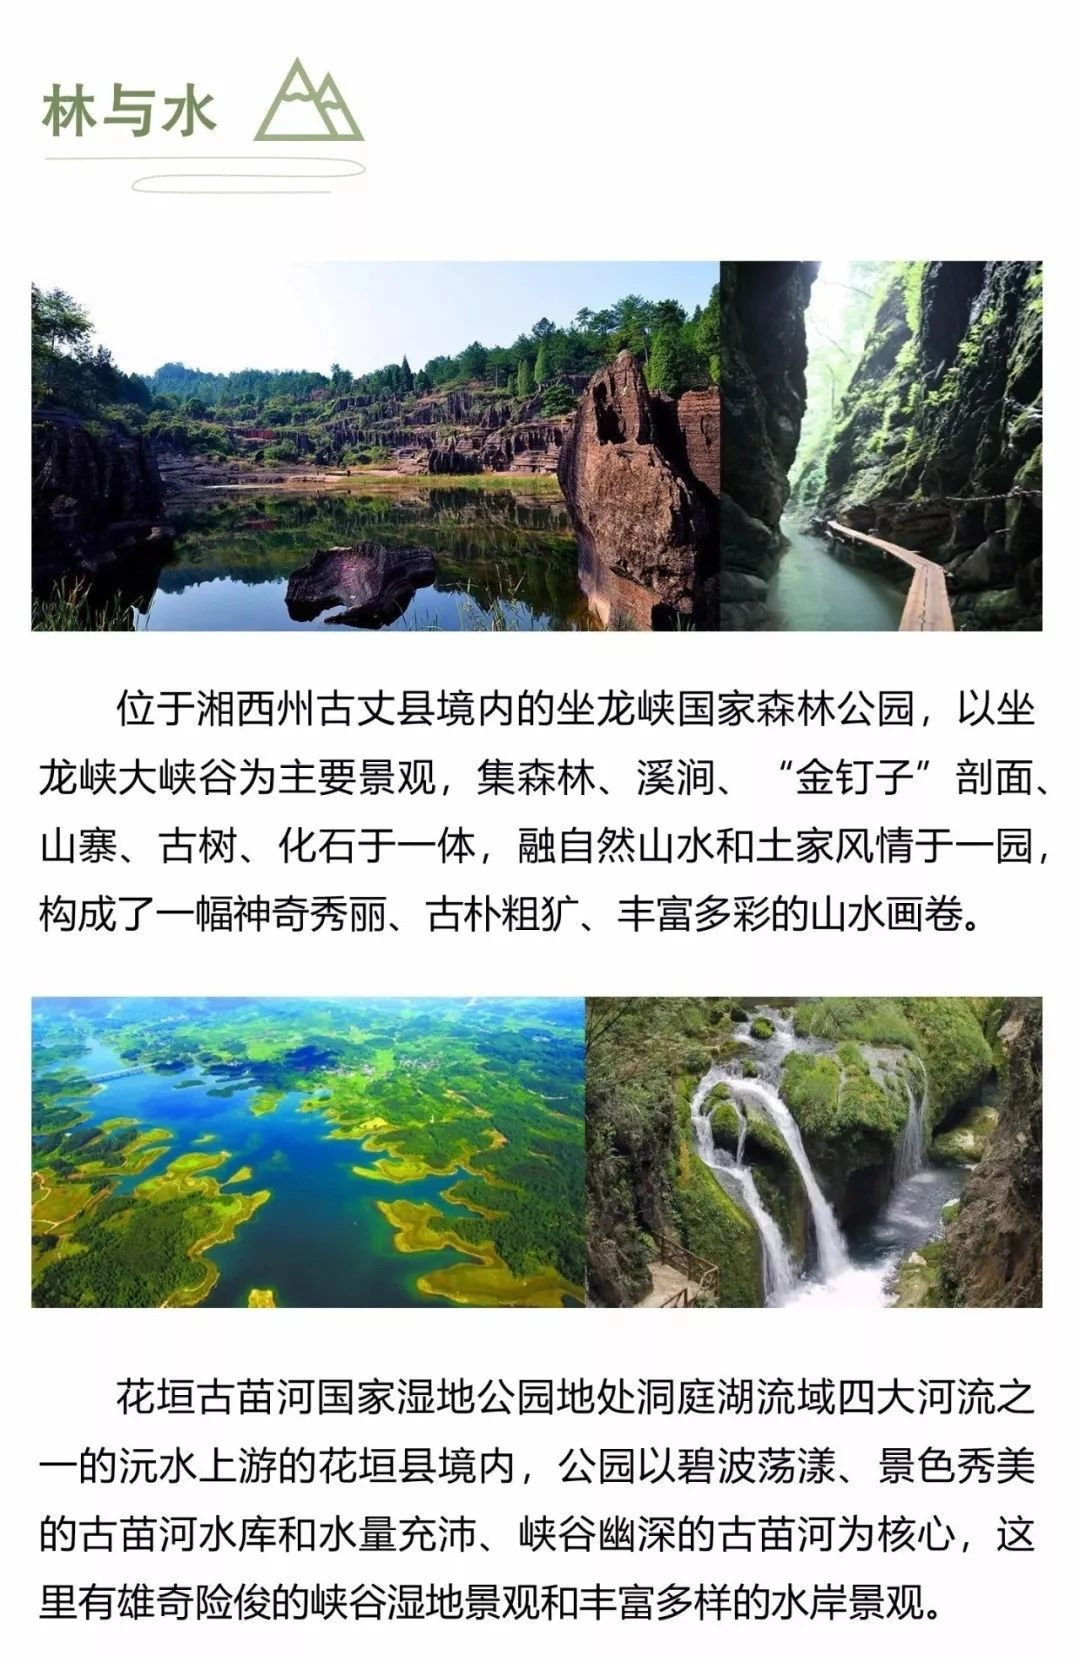 林与水
位于湘西州古丈县境内的坐龙峡国家森林公园，以坐
龙峡大峡谷为主要景观，集森林、溪涧、“金钉子”剖面、
山寨、古树、化石于一体，融自然山水和土家风情于一园，
构成了一幅神奇秀丽、古朴粗犷、丰富多彩的山水画卷。
花垣古苗河国家湿地公园地处洞庭湖流域四大河流之
一的沅水上游的花垣县境内，公园以碧波荡漾、景色秀美
的古苗河水库和水量充沛、峡谷幽深的古苗河为核心，这
里有雄奇险俊的峡谷湿地景观和丰富多样的水岸景观。